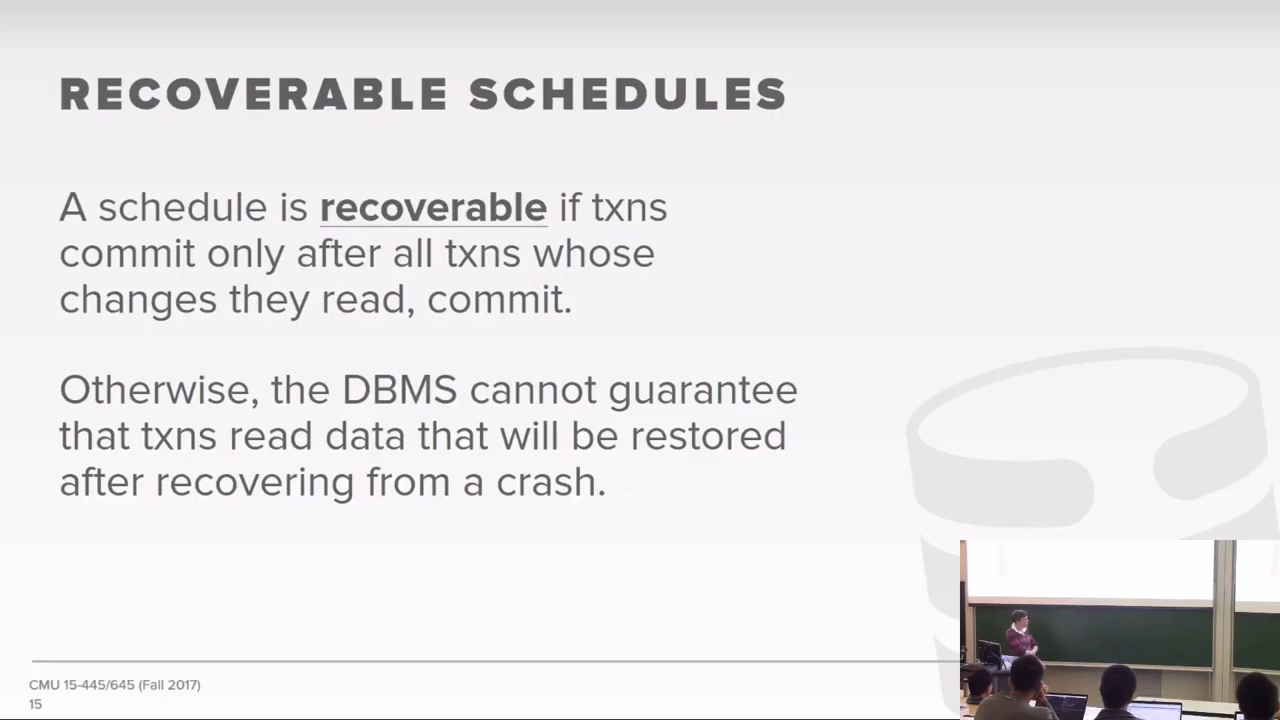 RECOVERABLE SCHEDULES
A schedule is recoverable if txns
commit only after all txns whose
changes they read, commit.
Otherwise, the DBMS cannot guarantee
that txns read data that will be restored
after recovering from a crash.
CMU 15-445/645 (Fall 2017)
15